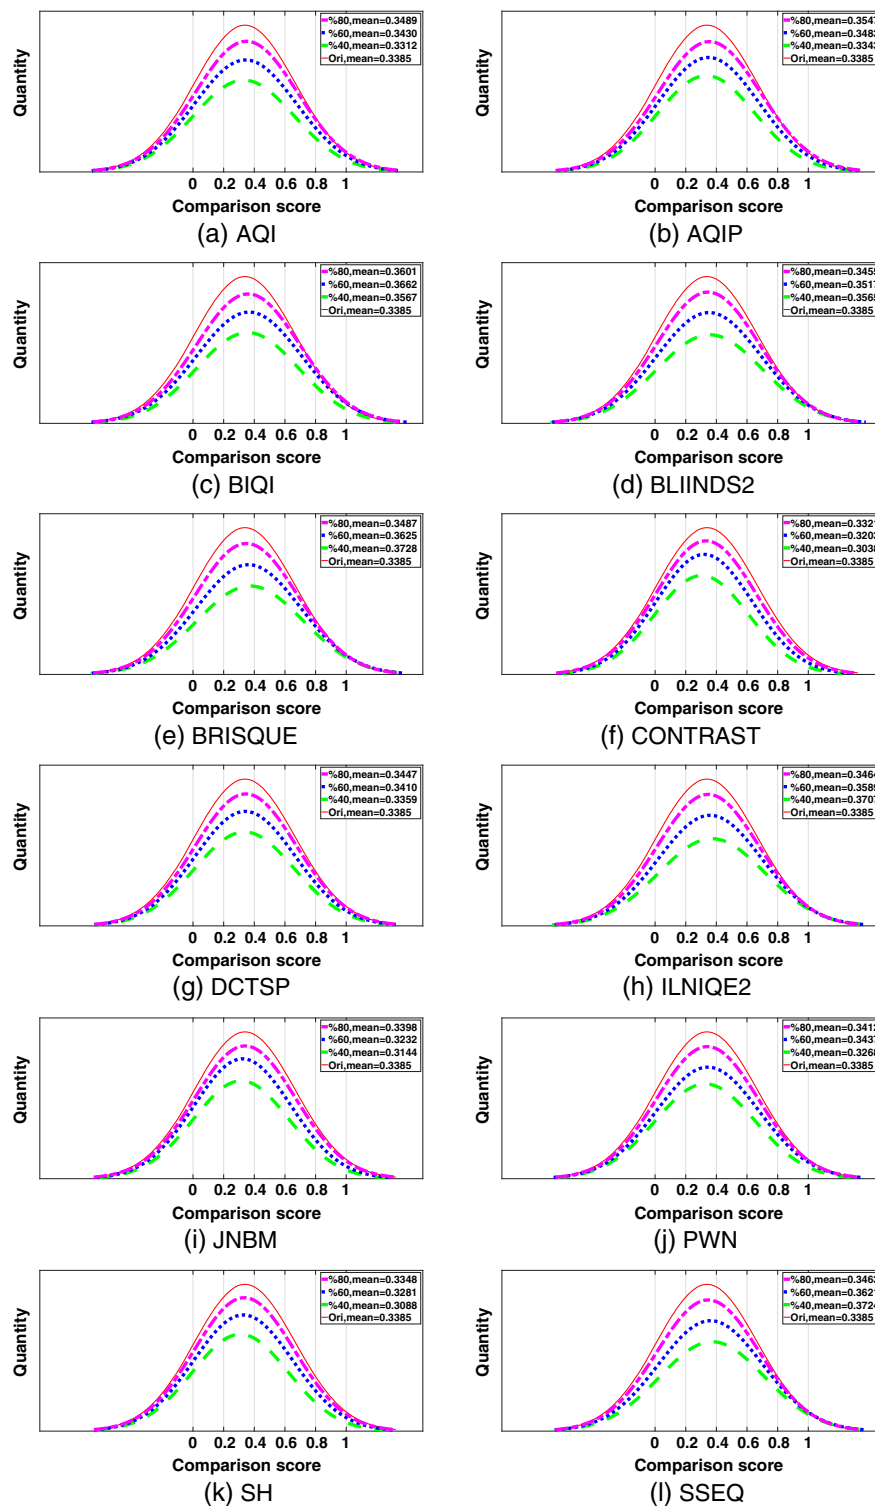 %80,mean=0.3489
%60,mean=0.3430
%40,mean=0.3312
Ori,mean=0.3385
Quantity
0 0.2 0.4 0.6 0.8 1
Comparison score
(a) AQI
%80,mean=0.3547
%60,mean=0.3483
%40,mean=0.3343
Ori,mean=0.3385
Quantity
0 0.2 0.4 0.6 0.8 1
Comparison score
(b) AQIP
%80,mean=0.3601
%60,mean=0.3662
%40,mean=0.3567
Ori,mean=0.3385
Quantity
0 0.2 0.4 0.6 0.8 1
Comparison score
(c) BIQI
%80,mean=0.3455
%60,mean=0.3517
%40,mean=0.3565
Ori,mean=0.3385
Quantity
0 0.2 0.4 0.6 0.8 1
Comparison score
(d) BLIINDS2
%80,mean=0.3487
%60,mean=0.3625
%40,mean=0.3728
Ori,mean=0.3385
Quantity
0 0.2 0.4 0.6 0.8 1
Comparison score
(e) BRISQUE
%80,mean=0.3321
%60,mean=0.3203
%40,mean=0.3038
Ori,mean=0.3385
Quantity
0 0.2 0.4 0.6 0.8 1
Comparison score
(f) CONTRAST
%80,mean=0.3447
%60,mean=0.3410
%40,mean=0.3359
Ori,mean=0.3385
Quantity
0 0.2 0.4 0.6 0.8 1
Comparison score
(g) DCTSP
%80,mean=0.3464
%60,mean=0.3589
%40,mean=0.3707
Ori,mean=0.3385
Quantity
0 0.2 0.4 0.6 0.8 1
Comparison score
(h) ILNIQE2
%80,mean=0.3398
%60,mean=0.3232
%40,mean=0.3144
Ori,mean=0.3385
Quantity
0 0.2 0.4 0.6 0.8 1
Comparison score
(i) JNBM
%80,mean=0.3412
%60,mean=0.3437
%40,mean=0.3268
Ori,mean=0.3385
Quantity
0 0.2 0.4 0.6 0.8 1
Comparison score
(j) PWN
%80,mean=0.3348
%60,mean=0.3281
%40,mean=0.3088
Ori,mean=0.3385
Quantity
0 0.2 0.4 0.6 0.8 1
Comparison score
(k) SH
%80,mean=0.3463
%60,mean=0.3621
%40,mean=0.3724
Ori,mean=0.3385
Quantity
0 0.2 0.4 0.6 0.8 1
Comparison score
(l) SSEQ